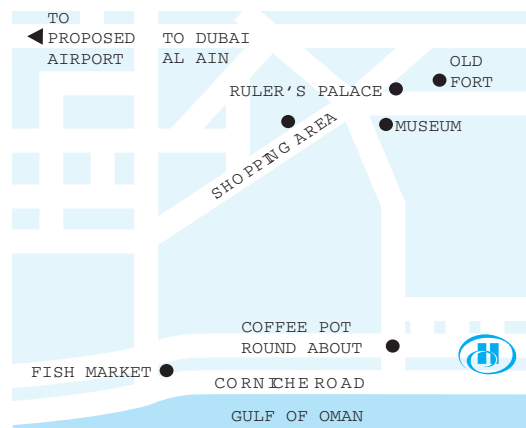 TO
PROPOSED
AIRPORT
TO DUBAI
AL AIN
OLD
FORT
RULER'S PALACE
MUSEUM
SHOPPING AREA
COFFEE POT
ROUND ABOUT
FISH MARKET
CORNICHE ROAD
GULF OF OMAN
H